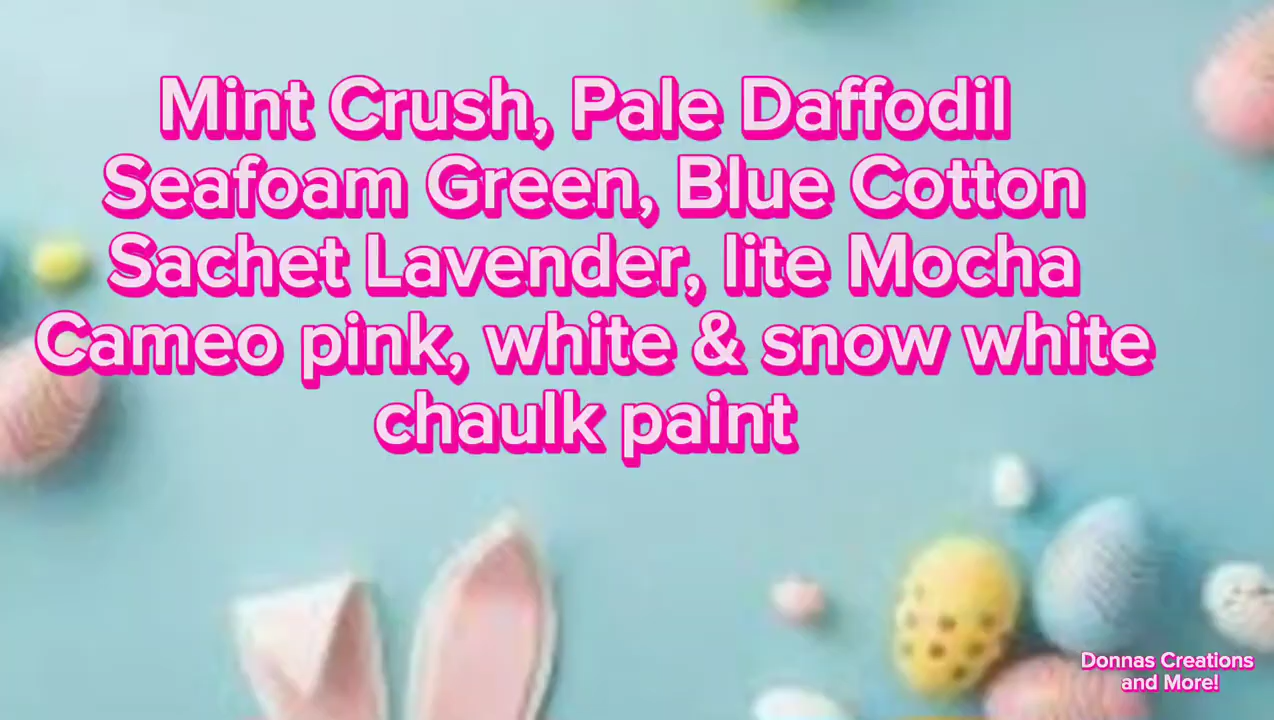 Mint Crush, Pale Daffodil
Seafoam Green, Blue Cotton
Sachet Lavender, lite Mocha
Cameo pink, white & snow white
chaulk paint
Donnas Creations
and More!